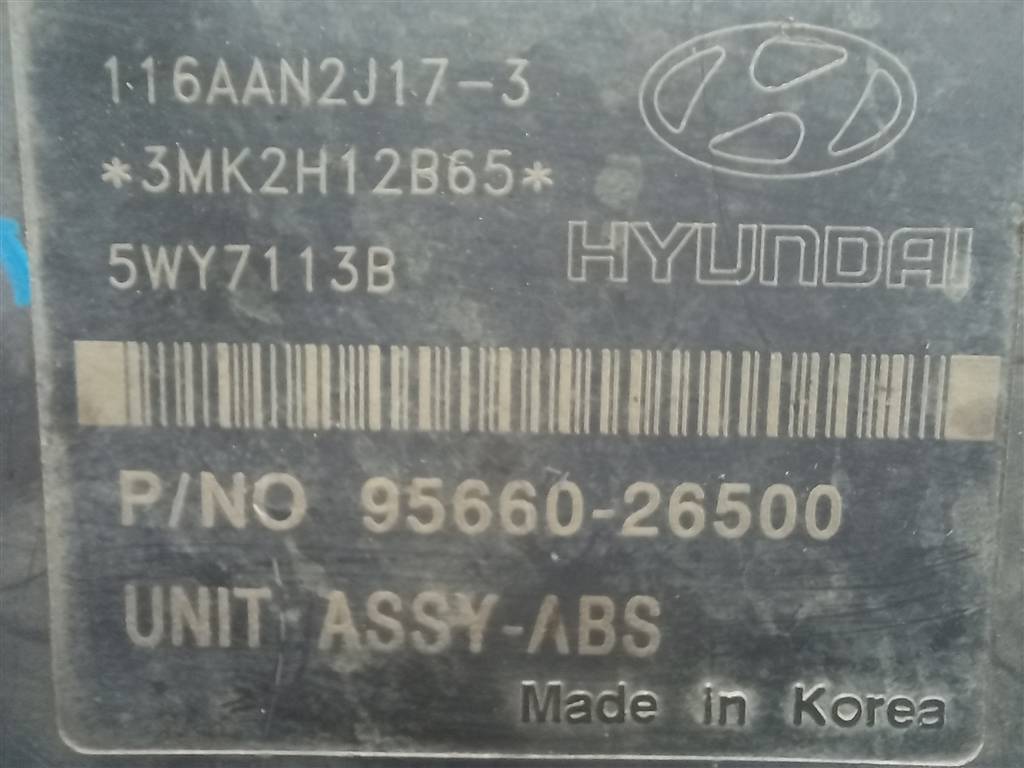 116AAN2J17-3
*3MK2H12B65*
5WY7113B
HYUNDAI
P/NO 95660-26500
UNIT ASSY-ABS
Made in Korea